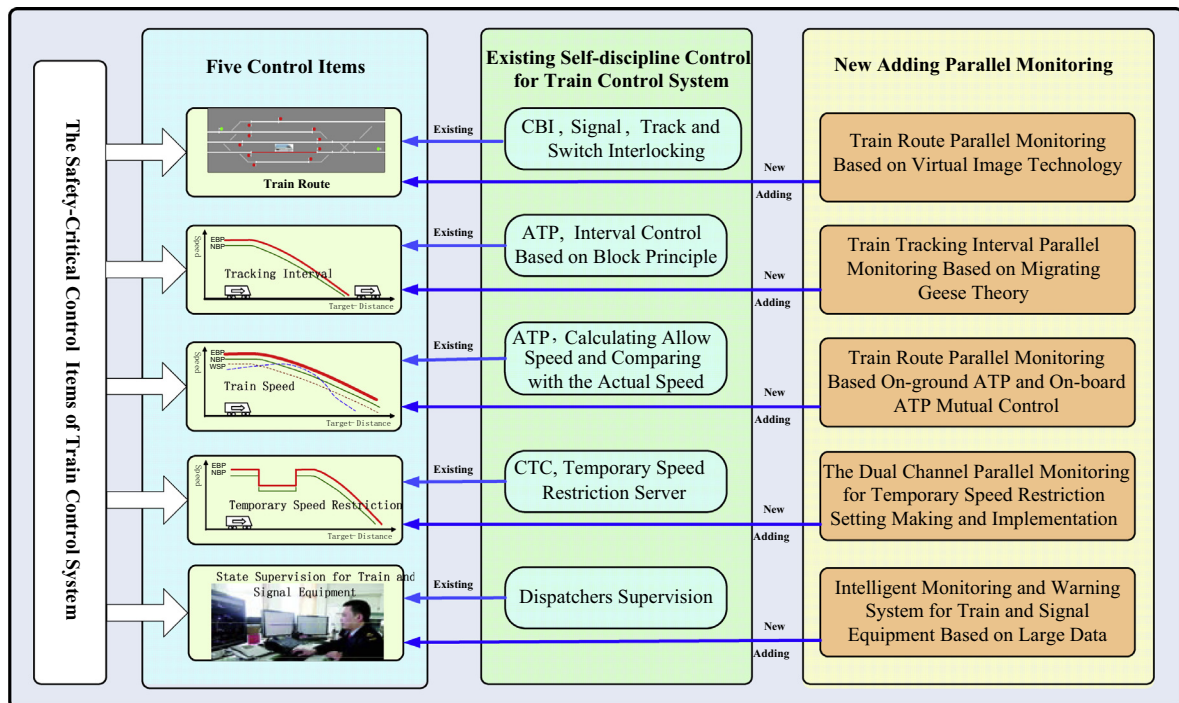 The Safety-Critical Control Items of Train Control System
Five Control Items
Train Route
EBP
NBP
Speed
Tracking Interval
Target-Distance
EBP
NBP
WSP
Speed
Train Speed
Target-Distance
EBP
NBP
Speed
Temporary Speed Restriction
Target-Distance
State Supervision for Train and
Signal Equipment
Existing Self-discipline Control
for Train Control System
Existing
CBI , Signal , Track and
Switch Interlocking
New
Adding
Existing
ATP, Interval Control
Based on Block Principle
New
Adding
Existing
ATP, Calculating Allow
Speed and Comparing
with the Actual Speed
New
Adding
Existing
CTC, Temporary Speed
Restriction Server
New
Adding
Existing
Dispatchers Supervision
New
Adding
New Adding Parallel Monitoring
Train Route Parallel Monitoring
Based on Virtual Image Technology
Train Tracking Interval Parallel
Monitoring Based on Migrating
Geese Theory
Train Route Parallel Monitoring
Based On-ground ATP and On-board
ATP Mutual Control
The Dual Channel Parallel Monitoring
for Temporary Speed Restriction
Setting Making and Implementation
Intelligent Monitoring and Warning
System for Train and Signal
Equipment Based on Large Data